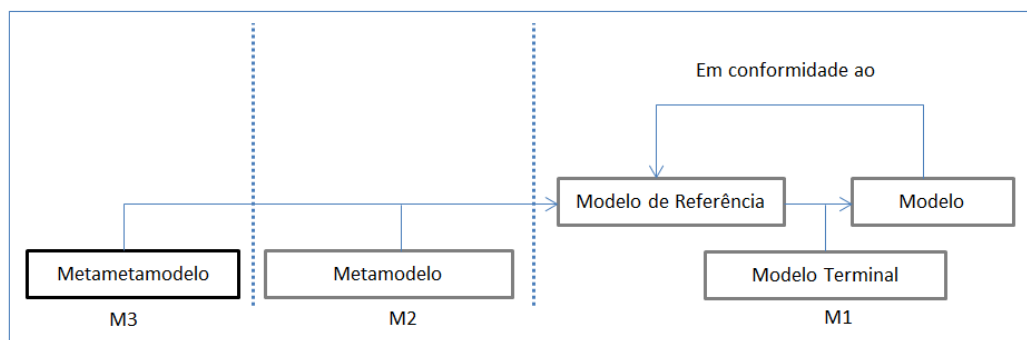 Em conformidade ao
Modelo de Referência
Modelo
Metametamodelo
Metamodelo
Modelo Terminal
M3
M2
M1